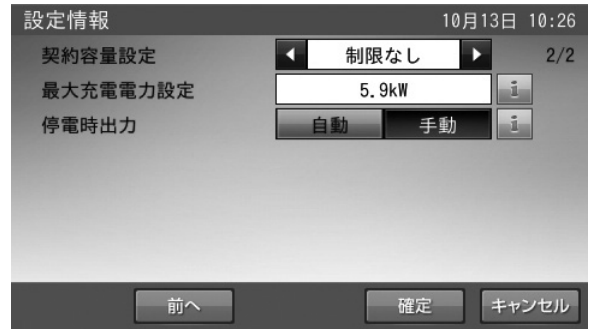 設定情報 10月13日 10:26
契約容量設定 ◀ 制限なし ▶ 2/2
最大充電電力設定 5.9kW i
停電時出力 自動 手動 i
前へ 確定 キャンセル